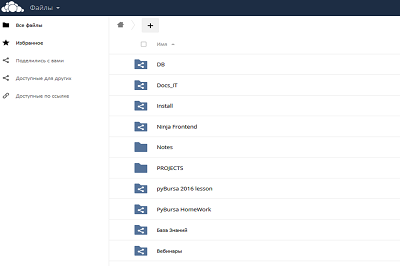 Файлы
Все файлы
Избранное
Поделились с вами
Доступные для других
Доступные по ссылке
+
Имя
DB
Docs_IT
Install
Ninja Frontend
Notes
PROJECTS
pyBursa 2016 lesson
PyBursa HomeWork
База Знаний
Вебинары